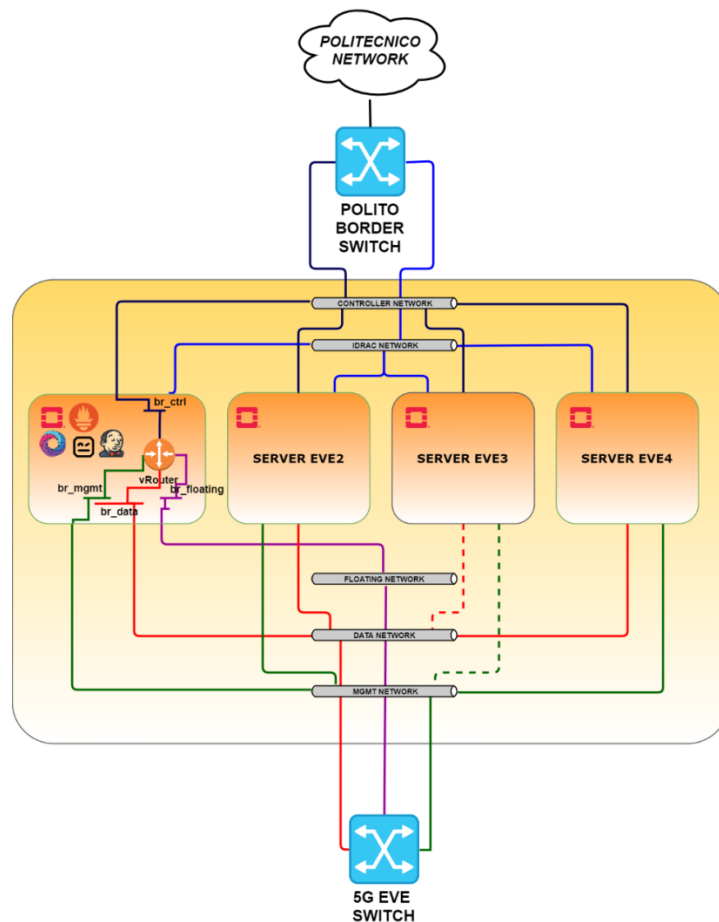 POLITECNICO
NETWORK
POLITO
BORDER
SWITCH
CONTROLLER NETWORK
IDRAC NETWORK
br_ctrl
SERVER EVE2
SERVER EVE3
SERVER EVE4
vRouter
br_mgmt
br_floating
br_data
FLOATING NETWORK
DATA NETWORK
MGMT NETWORK
5G EVE
SWITCH